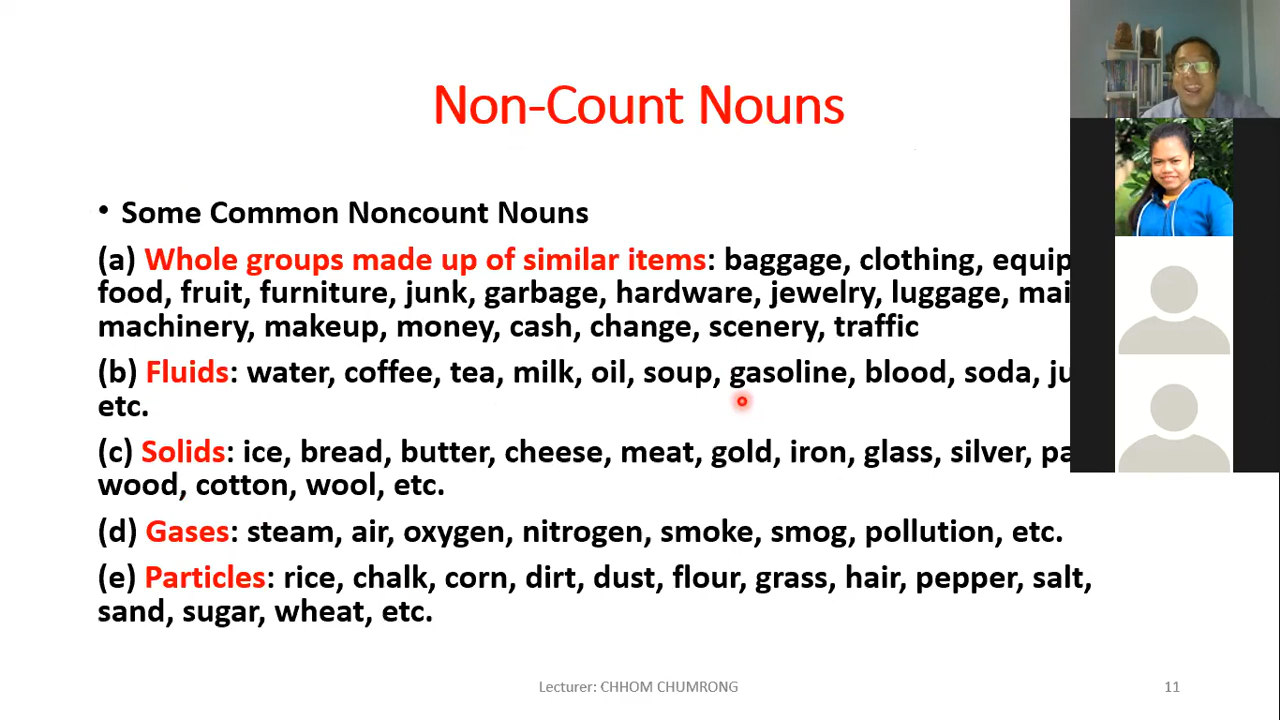 Non-Count Nouns
• Some Common Noncount Nouns
(a) Whole groups made up of similar items: baggage, clothing,
food, fruit, furniture, junk, garbage, hardware, jewelry, luggage,
machinery, makeup, money, cash, change, scenery, traffic
(b) Fluids: water, coffee, tea, milk, oil, soup, gasoline, blood, soda,
etc.
(c) Solids: ice, bread, butter, cheese, meat, gold, iron, glass, silver,
wood, cotton, wool, etc.
(d) Gases: steam, air, oxygen, nitrogen, smoke, smog, pollution, etc.
(e) Particles: rice, chalk, corn, dirt, dust, flour, grass, hair, pepper, salt,
sand, sugar, wheat, etc.
Lecturer: CHHOM CHUMRONG
11